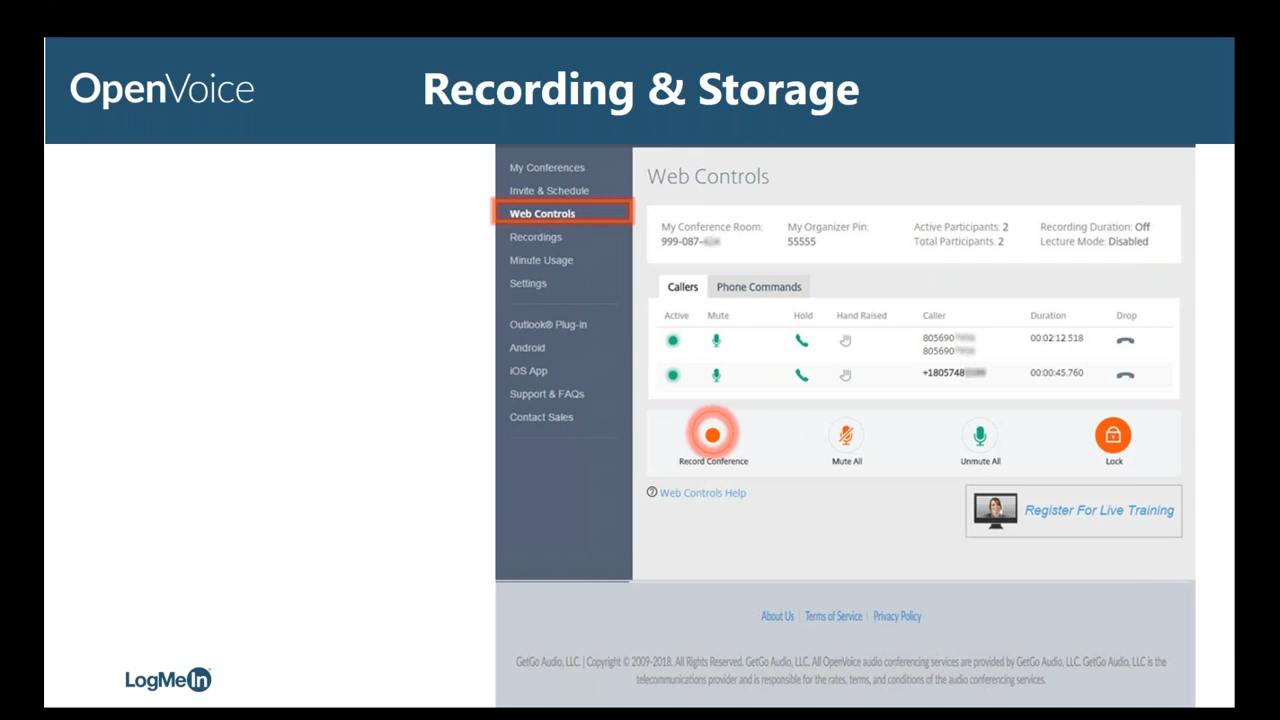 OpenVoice
Recording & Storage
My Conferences
Invite & Schedule
Web Controls
Recordings
Minute Usage
Settings
Outlook® Plug-in
Android
iOS App
Support & FAQs
Contact Sales
Web Controls
My Conference Room: My Organizer Pin: Active Participants: 2 Recording Duration: Off
999-087- 55555 Total Participants: 2 Lecture Mode: Disabled
Callers Phone Commands
Active Mute Hold Hand Raised Caller Duration Drop
805690 00:02:12.518
805690
+1805748 00:00:45.760
Record Conference Mute All Unmute All Lock
Web Controls Help
Register For Live Training
About Us | Terms of Service | Privacy Policy
GetGo Audio, LLC. | Copyright © 2009-2018. All Rights Reserved. GetGo Audio, LLC. All OpenVoice audio conferencing services are provided by GetGo Audio, LLC. GetGo Audio, LLC is the
telecommunications provider and is responsible for the rates, terms, and conditions of the audio conferencing services.
LogMeIn